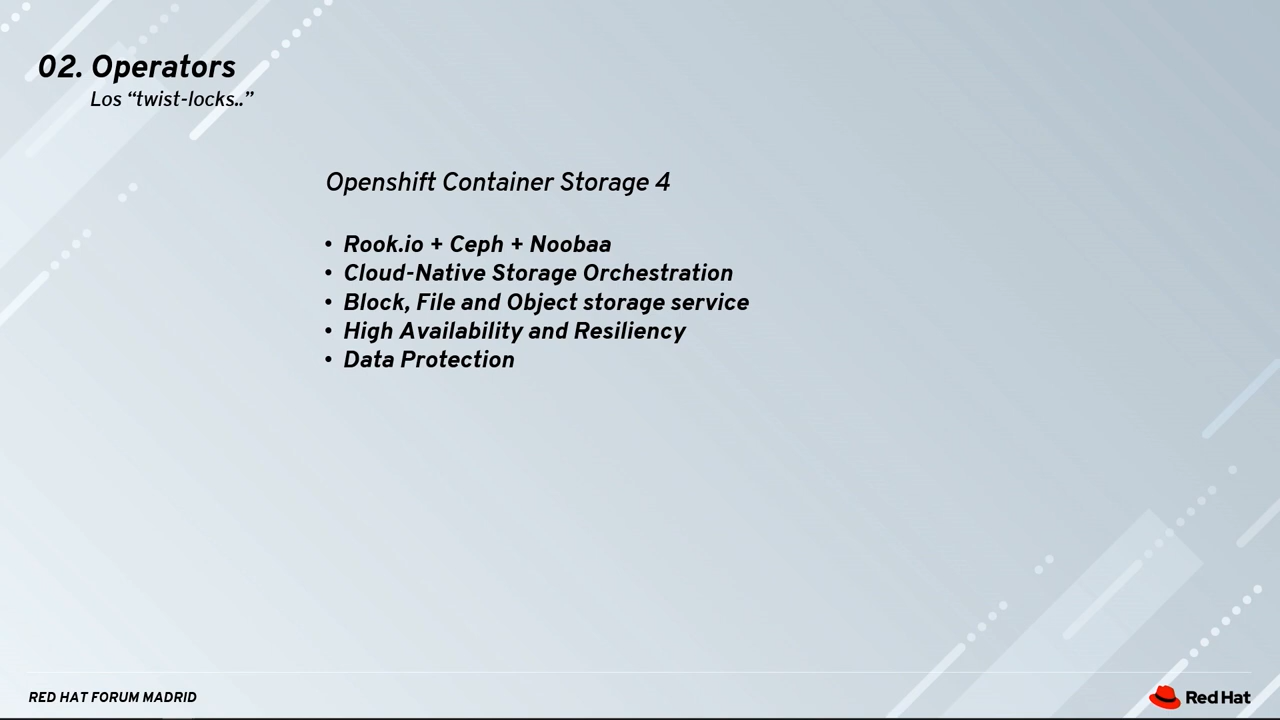 02. Operators
Los “twist-locks..”
Openshift Container Storage 4
• Rook.io + Ceph + Noobaa
• Cloud-Native Storage Orchestration
• Block, File and Object storage service
• High Availability and Resiliency
• Data Protection
RED HAT FORUM MADRID
Red Hat